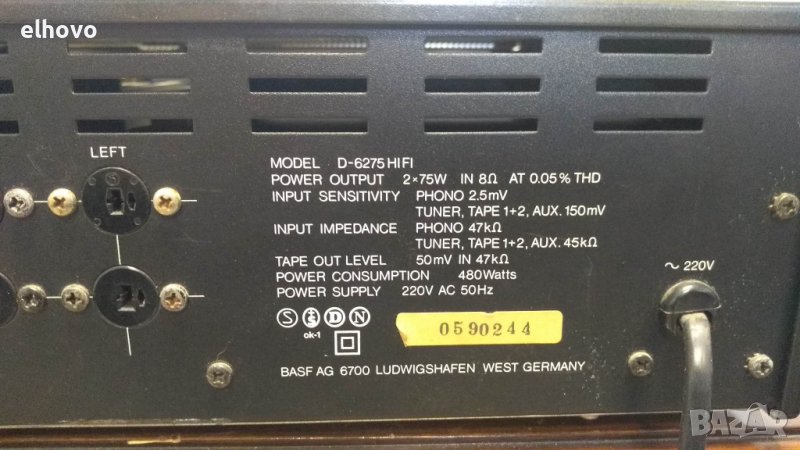 elhovo
LEFT
MODEL D-6275 HIFI
POWER OUTPUT 2×75W IN 8Ω AT 0.05% THD
INPUT SENSITIVITY PHONO 2.5mV
TUNER, TAPE 1+2, AUX. 150mV
INPUT IMPEDANCE PHONO 47kΩ
TUNER, TAPE 1+2, AUX. 45kΩ
TAPE OUT LEVEL 50mV IN 47kΩ
POWER CONSUMPTION 480Watts
POWER SUPPLY 220V AC 50Hz
~ 220V
S S D N
ok-1
0590244
BASF AG 6700 LUDWIGSHAFEN WEST GERMANY
BAZAR